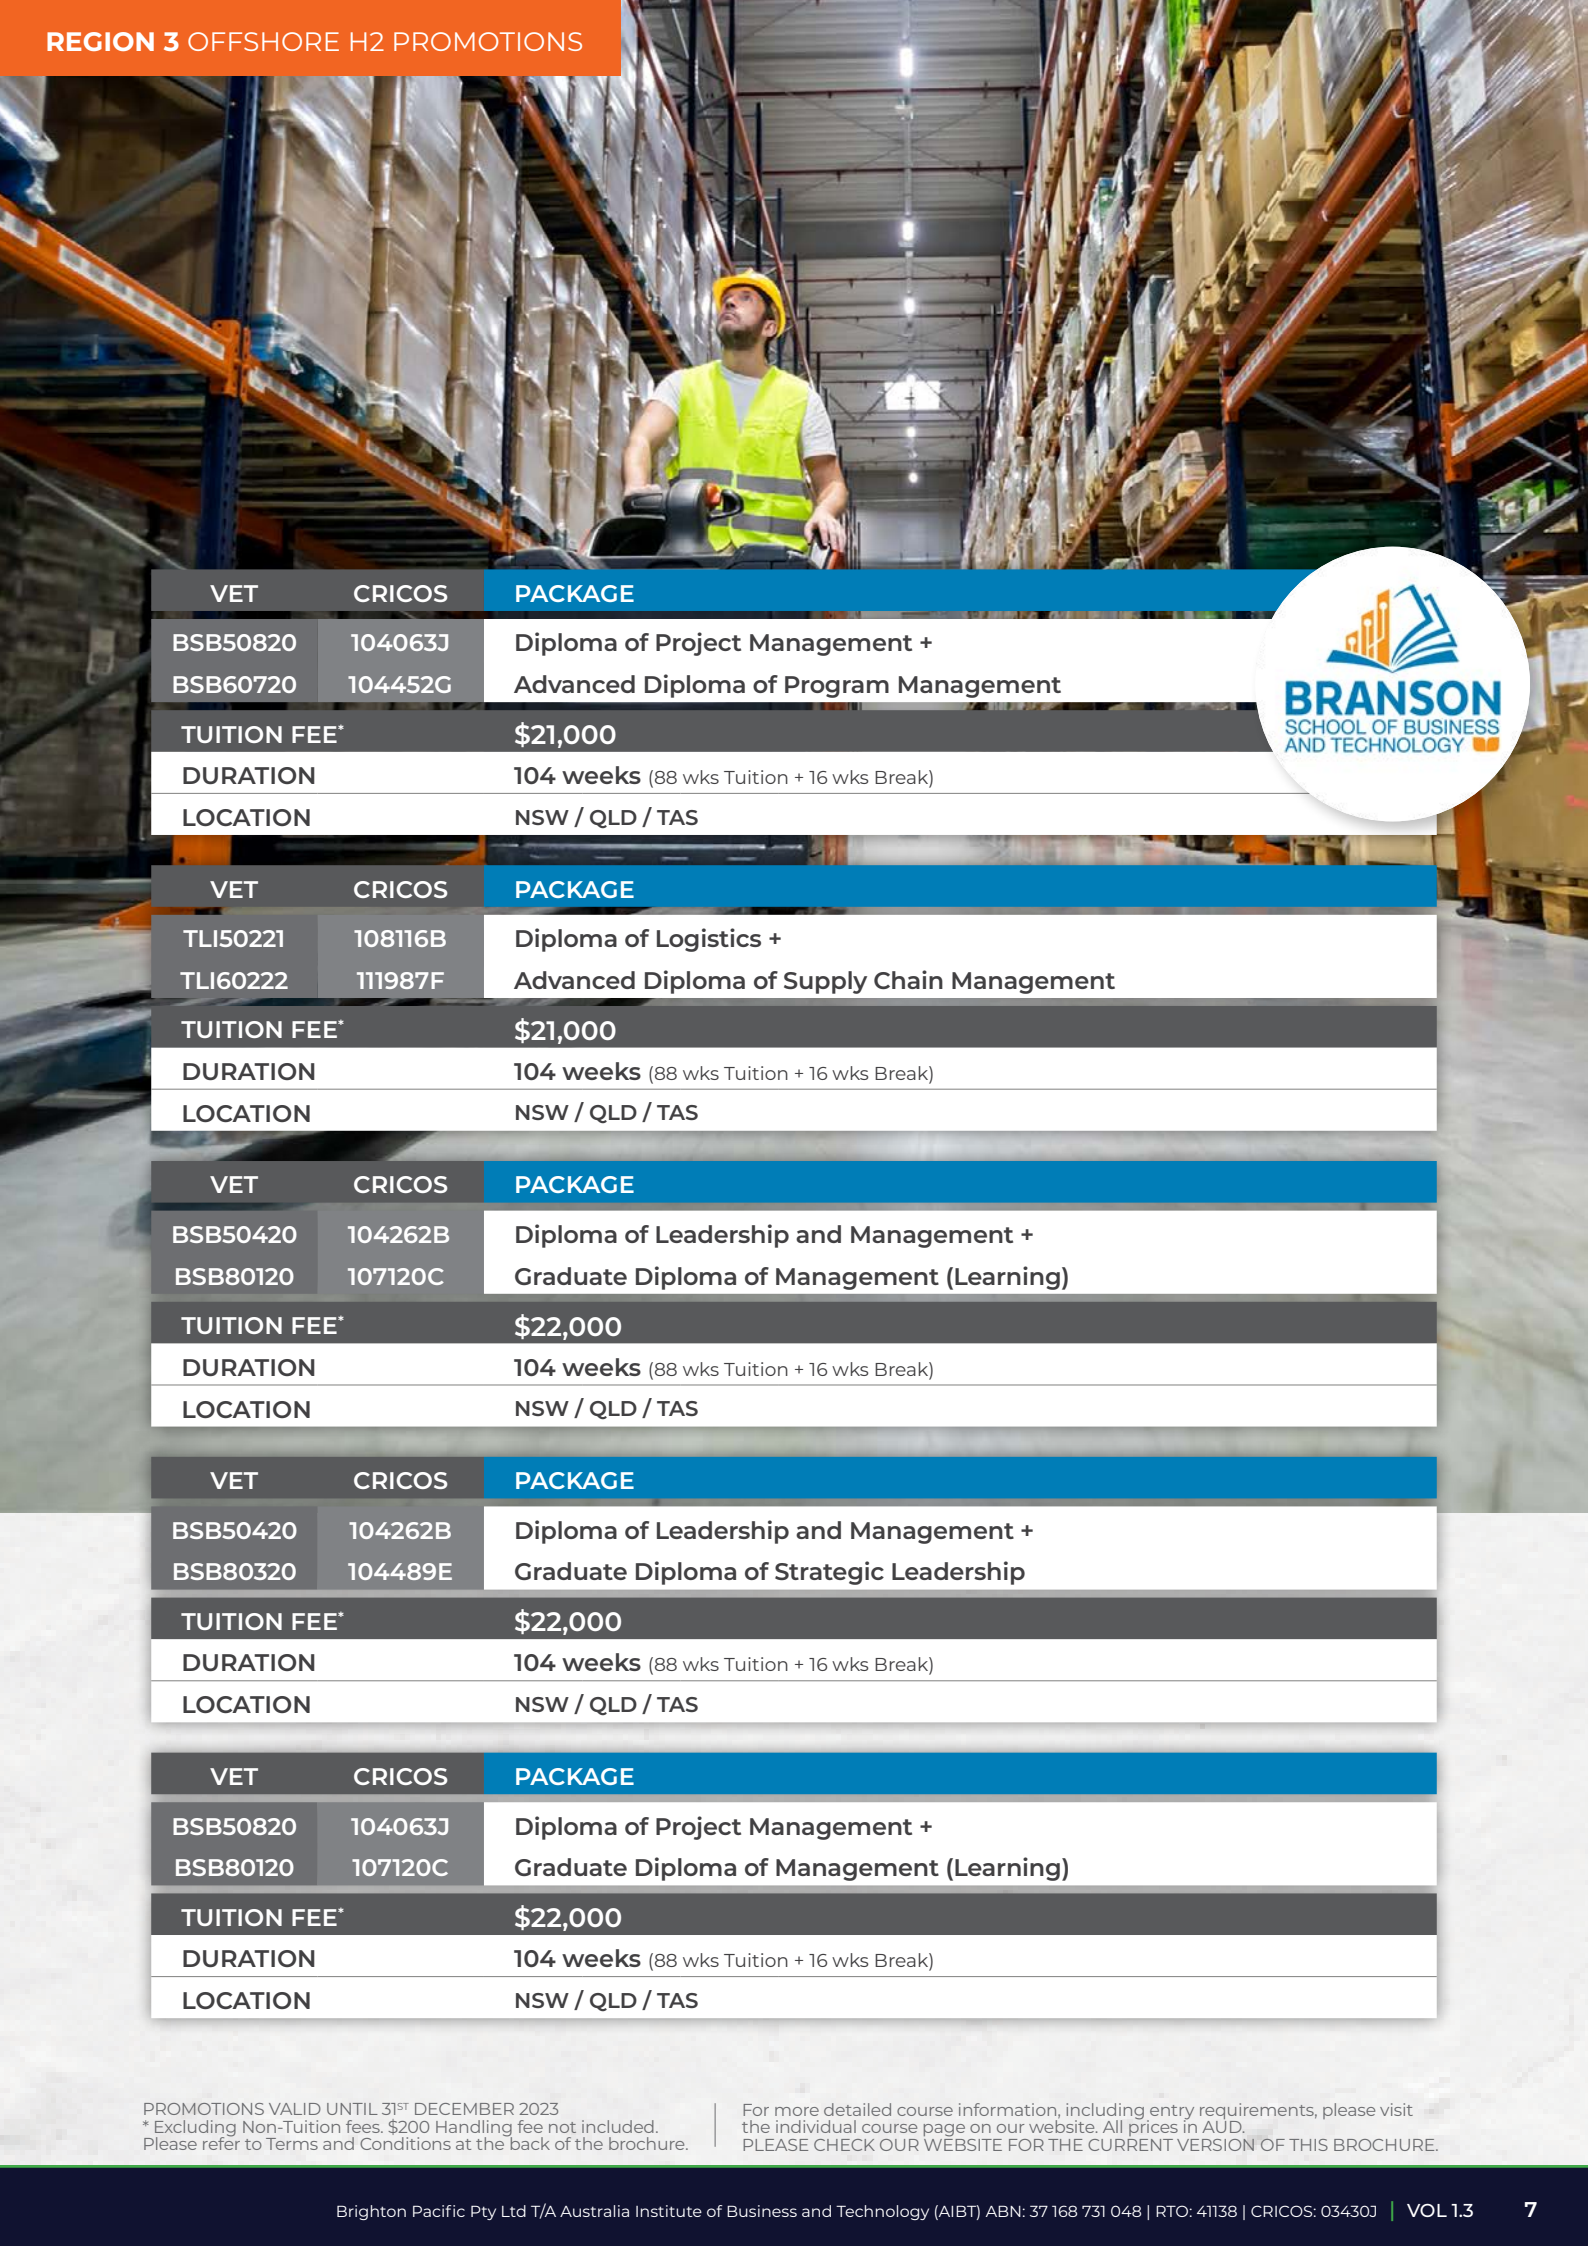 REGION 3 OFFSHORE H2 PROMOTIONS
VET CRICOS PACKAGE
BSB50820 104063J Diploma of Project Management +
BSB60720 104452G Advanced Diploma of Program Management
TUITION FEE* $21,000
DURATION 104 weeks (88 wks Tuition + 16 wks Break)
LOCATION NSW / QLD / TAS
BRANSON
SCHOOL OF BUSINESS
AND TECHNOLOGY
VET CRICOS PACKAGE
TLI50221 108116B Diploma of Logistics +
TLI60222 111987F Advanced Diploma of Supply Chain Management
TUITION FEE* $21,000
DURATION 104 weeks (88 wks Tuition + 16 wks Break)
LOCATION NSW / QLD / TAS
VET CRICOS PACKAGE
BSB50420 104262B Diploma of Leadership and Management +
BSB80120 107120C Graduate Diploma of Management (Learning)
TUITION FEE* $22,000
DURATION 104 weeks (88 wks Tuition + 16 wks Break)
LOCATION NSW / QLD / TAS
VET CRICOS PACKAGE
BSB50420 104262B Diploma of Leadership and Management +
BSB80320 104489E Graduate Diploma of Strategic Leadership
TUITION FEE* $22,000
DURATION 104 weeks (88 wks Tuition + 16 wks Break)
LOCATION NSW / QLD / TAS
VET CRICOS PACKAGE
BSB50820 104063J Diploma of Project Management +
BSB80120 107120C Graduate Diploma of Management (Learning)
TUITION FEE* $22,000
DURATION 104 weeks (88 wks Tuition + 16 wks Break)
LOCATION NSW / QLD / TAS
PROMOTIONS VALID UNTIL 31ST DECEMBER 2023
* Excluding Non-Tuition fees. $200 Handling fee not included.
Please refer to Terms and Conditions at the back of the brochure.
For more detailed course information, including entry requirements, please visit
the individual course page on our website. All prices in AUD.
PLEASE CHECK OUR WEBSITE FOR THE CURRENT VERSION OF THIS BROCHURE.
Brighton Pacific Pty Ltd T/A Australia Institute of Business and Technology (AIBT) ABN: 37 168 731 048 | RTO: 41138 | CRICOS: 03430J | VOL 1.3 7